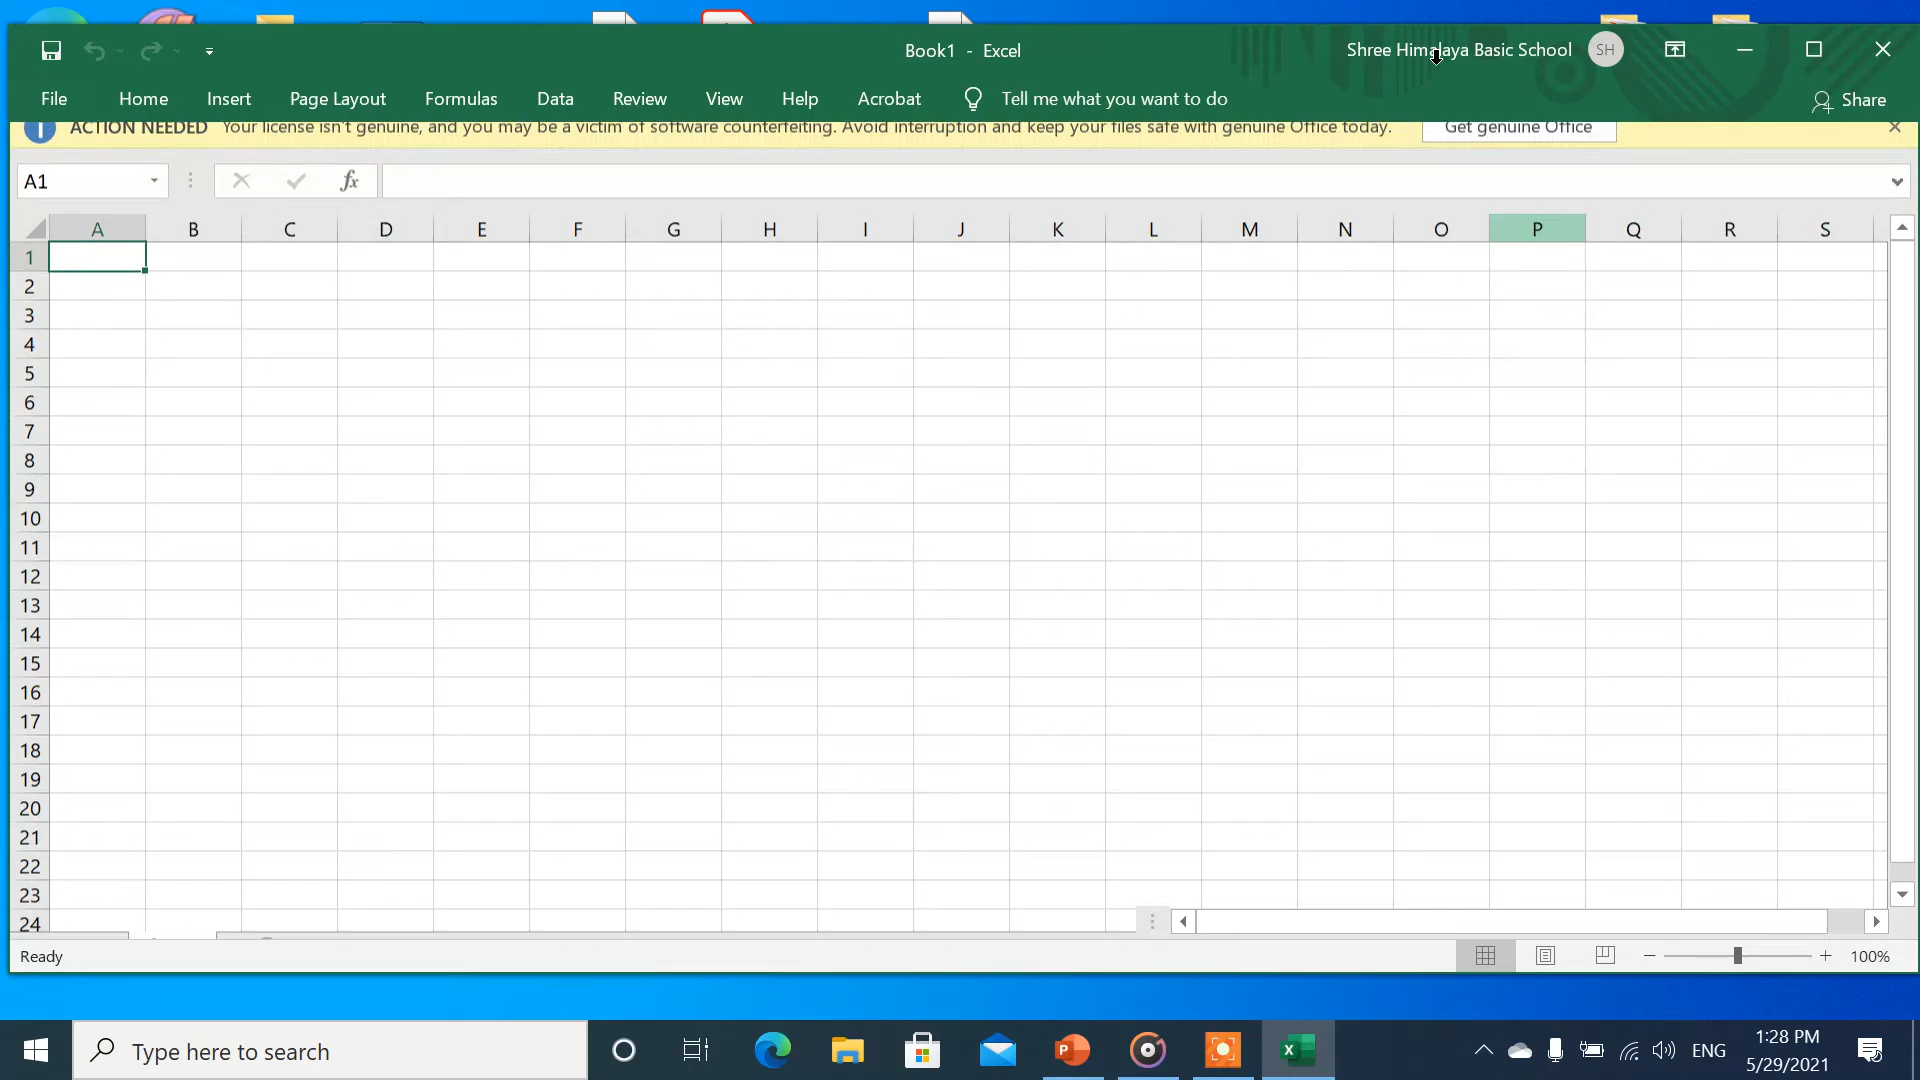 Book1 - Excel
Shree Himalaya Basic School
SH
File Home Insert Page Layout Formulas Data Review View Help Acrobat Tell me what you want to do
Share
ACTION NEEDED Your license isn't genuine, and you may be a victim of software counterfeiting. Avoid interruption and keep your files safe with genuine Office today.
Get genuine Office
A1
fx
A B C D E F G H I J K L M N O P Q R S
1
2
3
4
5
6
7
8
9
10
11
12
13
14
15
16
17
18
19
20
21
22
23
24
Ready
100%
Type here to search
ENG
1:28 PM
5/29/2021